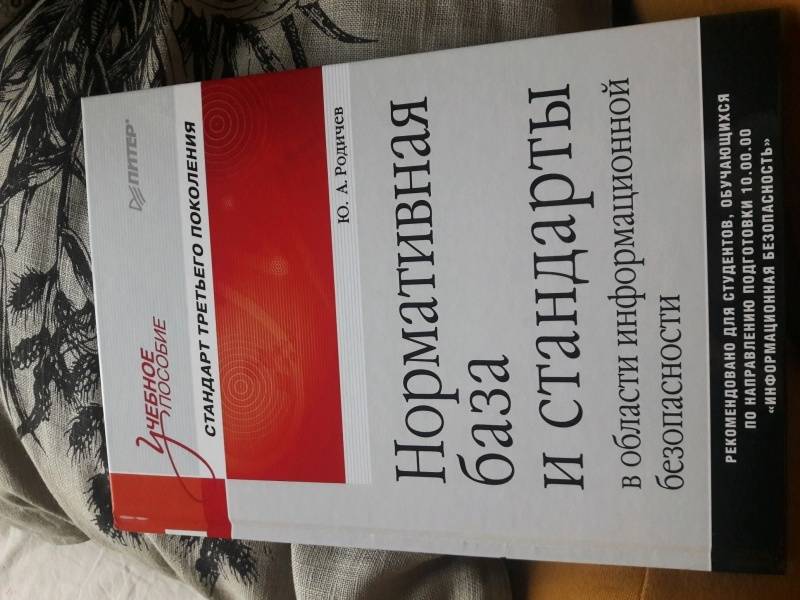 ПИТЕР®
УЧЕБНОЕ
ПОСОБИЕ
СТАНДАРТ ТРЕТЬЕГО ПОКОЛЕНИЯ
Ю. А. Родичев
Нормативная
база
и стандарты
в области информационной
безопасности
РЕКОМЕНДОВАНО ДЛЯ СТУДЕНТОВ, ОБУЧАЮЩИХСЯ
ПО НАПРАВЛЕНИЮ ПОДГОТОВКИ 10.00.00
«ИНФОРМАЦИОННАЯ БЕЗОПАСНОСТЬ»